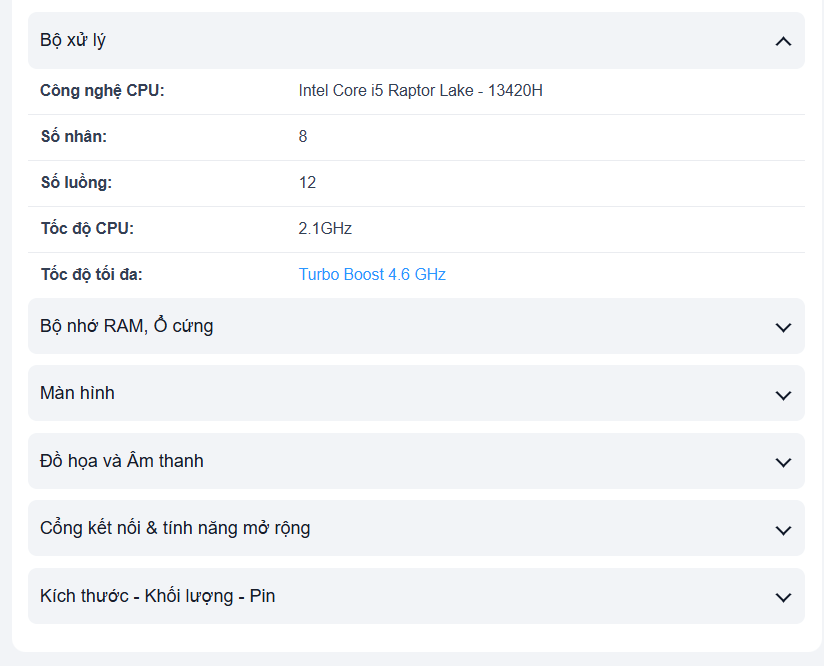 Bộ xử lý
Công nghệ CPU: Intel Core i5 Raptor Lake - 13420H
Số nhân: 8
Số luồng: 12
Tốc độ CPU: 2.1GHz
Tốc độ tối đa: Turbo Boost 4.6 GHz
Bộ nhớ RAM, Ổ cứng
Màn hình
Đồ họa và Âm thanh
Cổng kết nối & tính năng mở rộng
Kích thước - Khối lượng - Pin